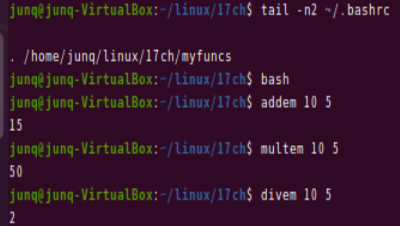 junq@junq-VirtualBox:~/linux/17ch$ tail -n2 ~/.bashrc
. /home/junq/linux/17ch/myfuncs
junq@junq-VirtualBox:~/linux/17ch$ bash
junq@junq-VirtualBox:~/linux/17ch$ addem 10 5
15
junq@junq-VirtualBox:~/linux/17ch$ multem 10 5
50
junq@junq-VirtualBox:~/linux/17ch$ divem 10 5
2